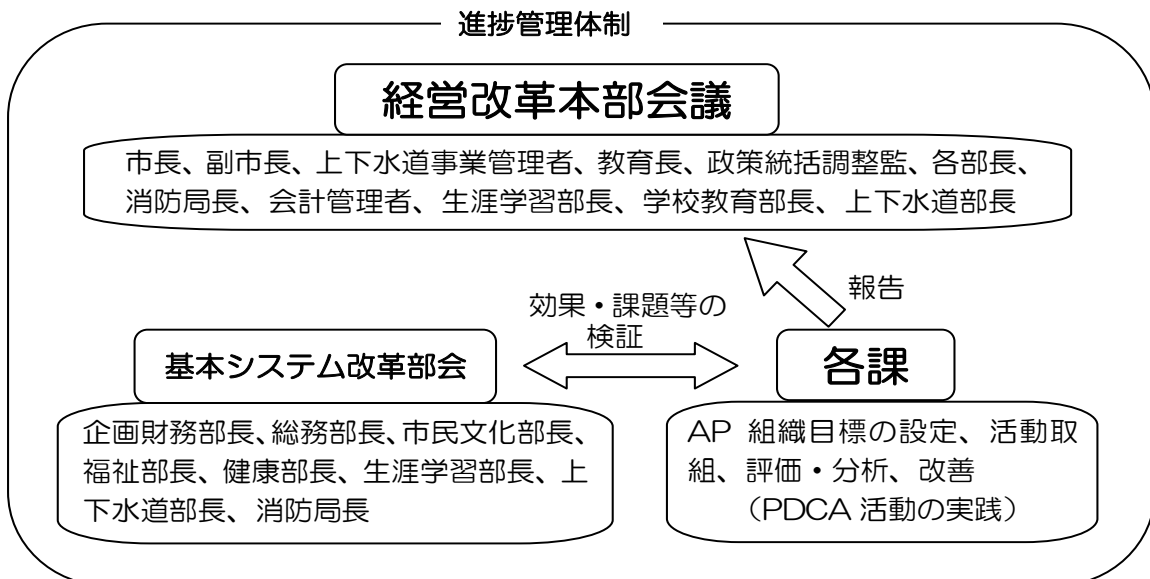 進捗管理体制
経営改革本部会議
市長、副市長、上下水道事業管理者、教育長、政策統括調整監、各部長、
消防局長、会計管理者、生涯学習部長、学校教育部長、上下水道部長
報告
効果・課題等の
検証
基本システム改革部会
各課
企画財務部長、総務部長、市民文化部長、
福祉部長、健康部長、生涯学習部長、上
下水道部長、消防局長
AP 組織目標の設定、活動取
組、評価・分析、改善
（PDCA 活動の実践）